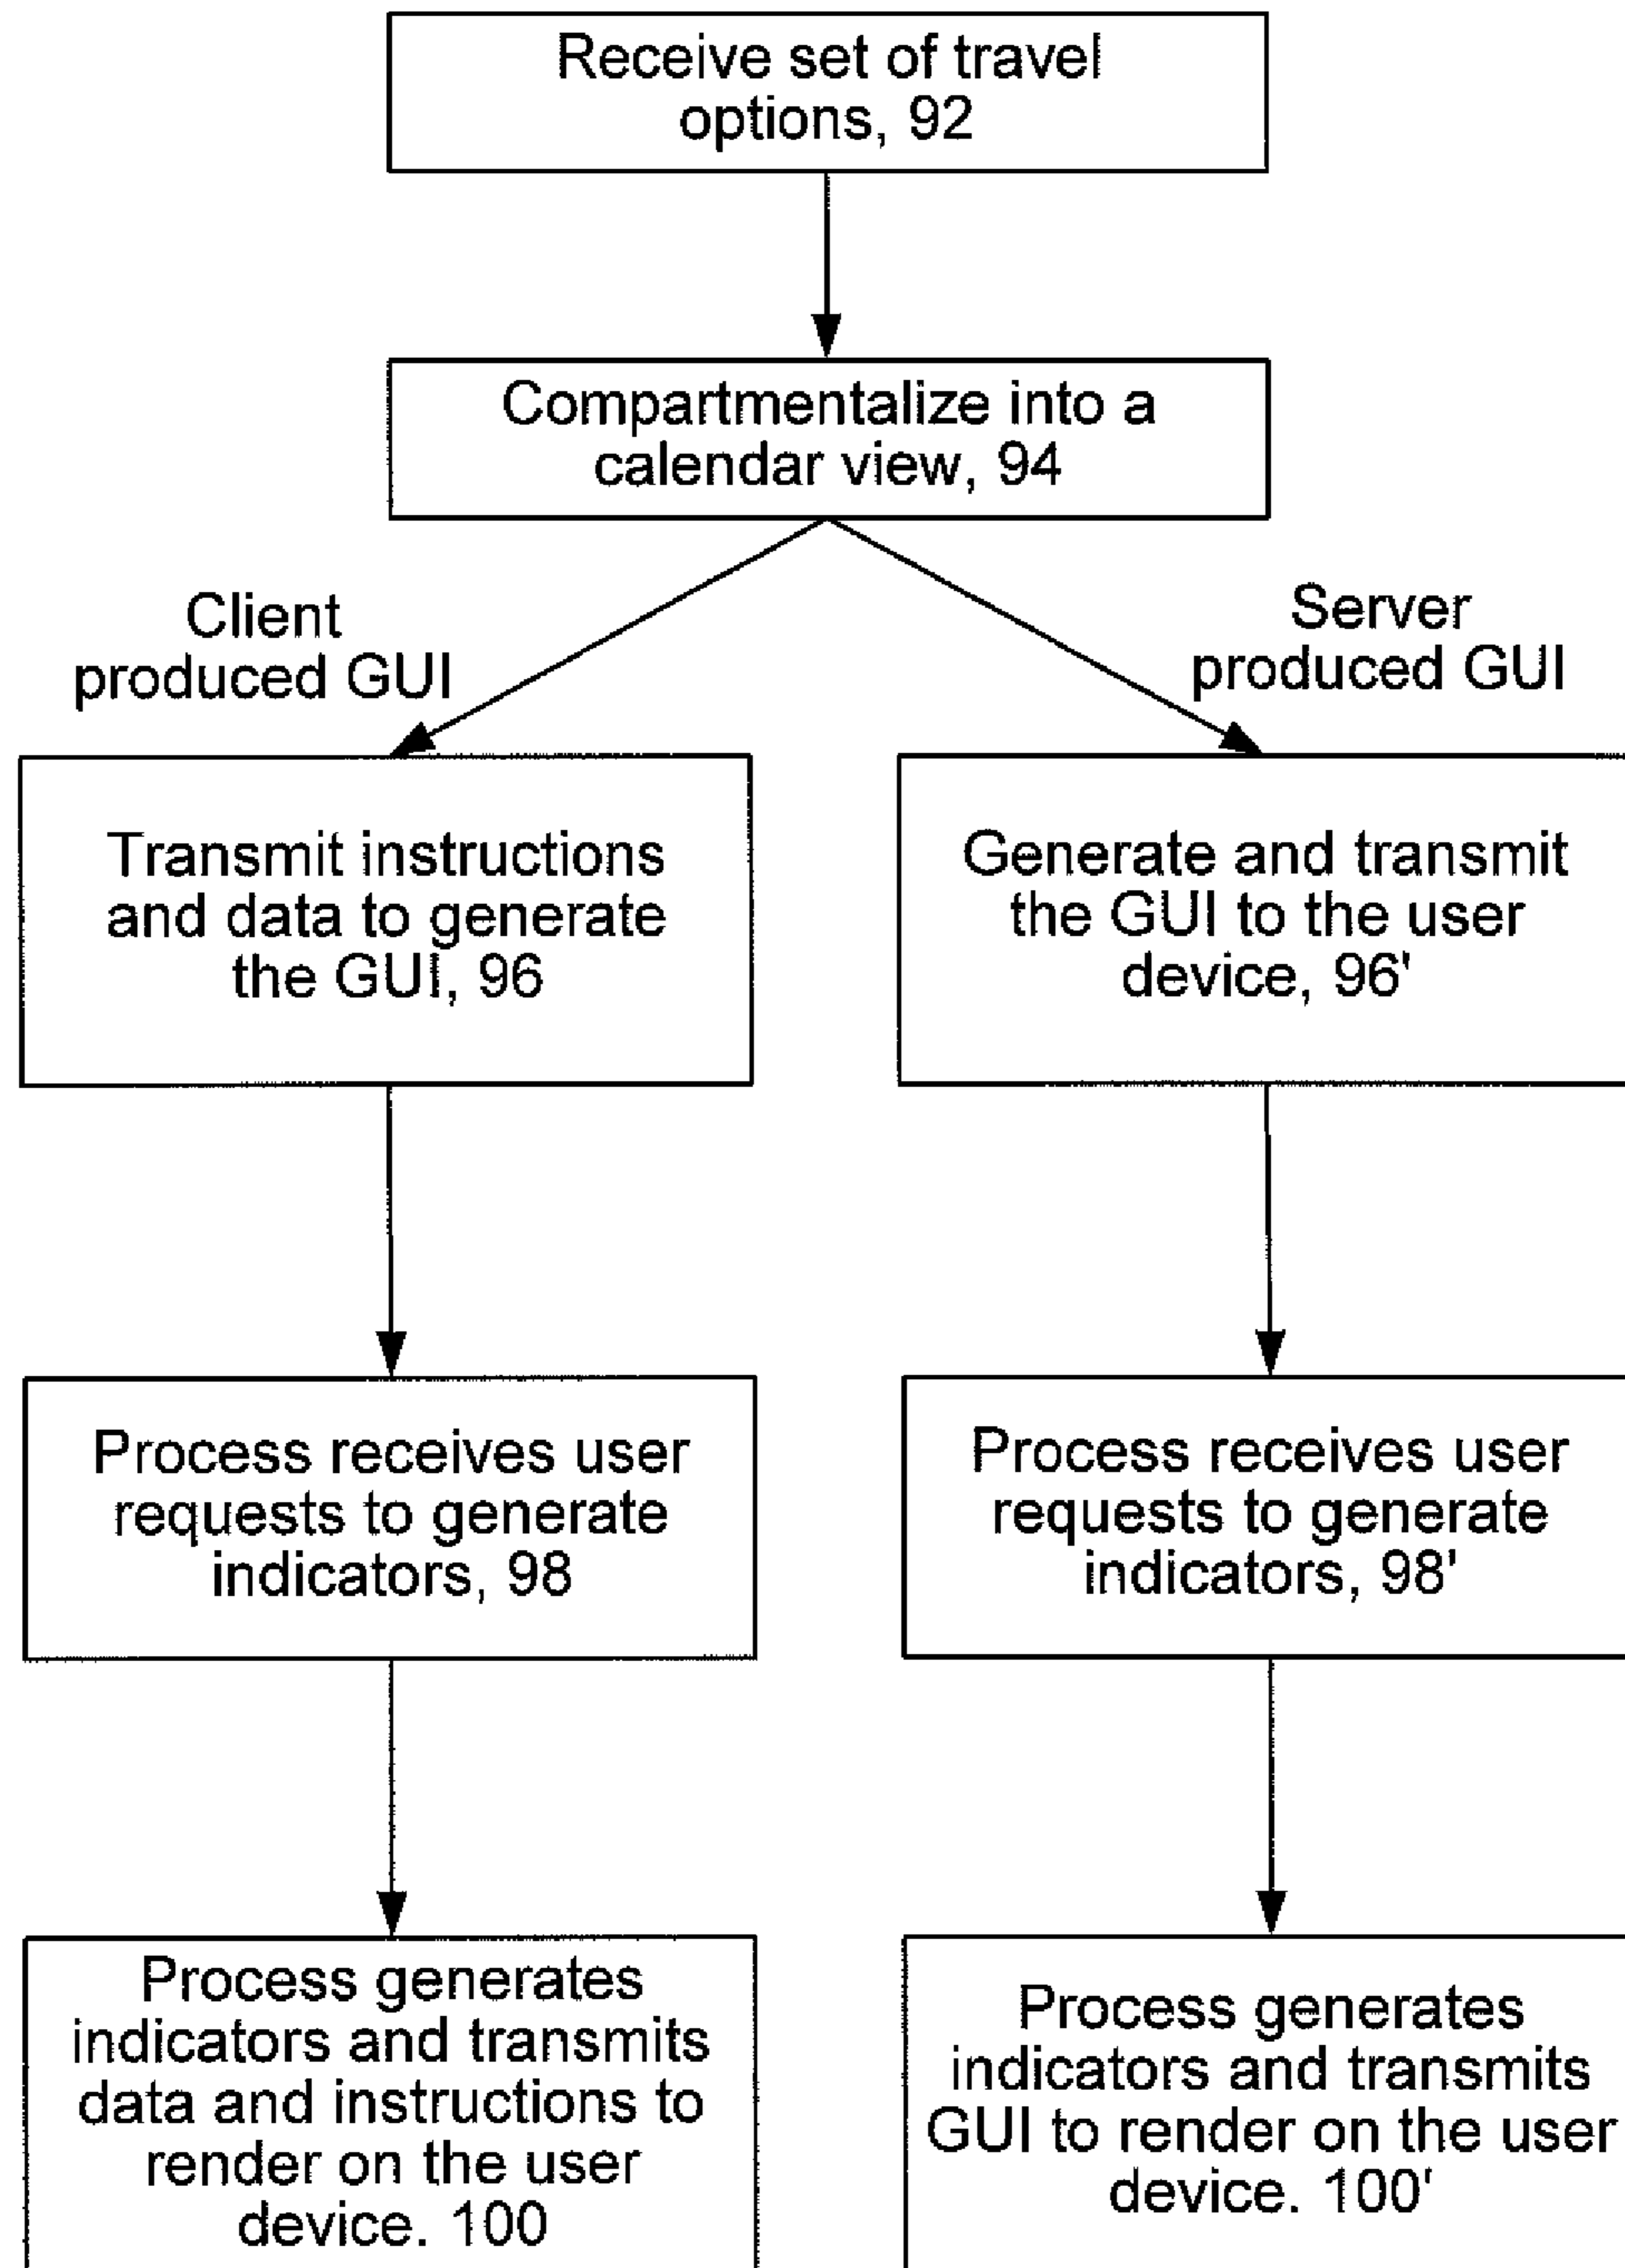 Receive set of travel
options, 92
Compartmentalize into a
calendar view, 94
Client
produced GUI
Server
produced GUI
Transmit instructions
and data to generate
the GUI, 96
Generate and transmit
the GUI to the user
device, 96'
Process receives user
requests to generate
indicators, 98
Process receives user
requests to generate
indicators, 98'
Process generates
indicators and transmits
data and instructions to
render on the user
device. 100
Process generates
indicators and transmits
GUI to render on the user
device. 100'